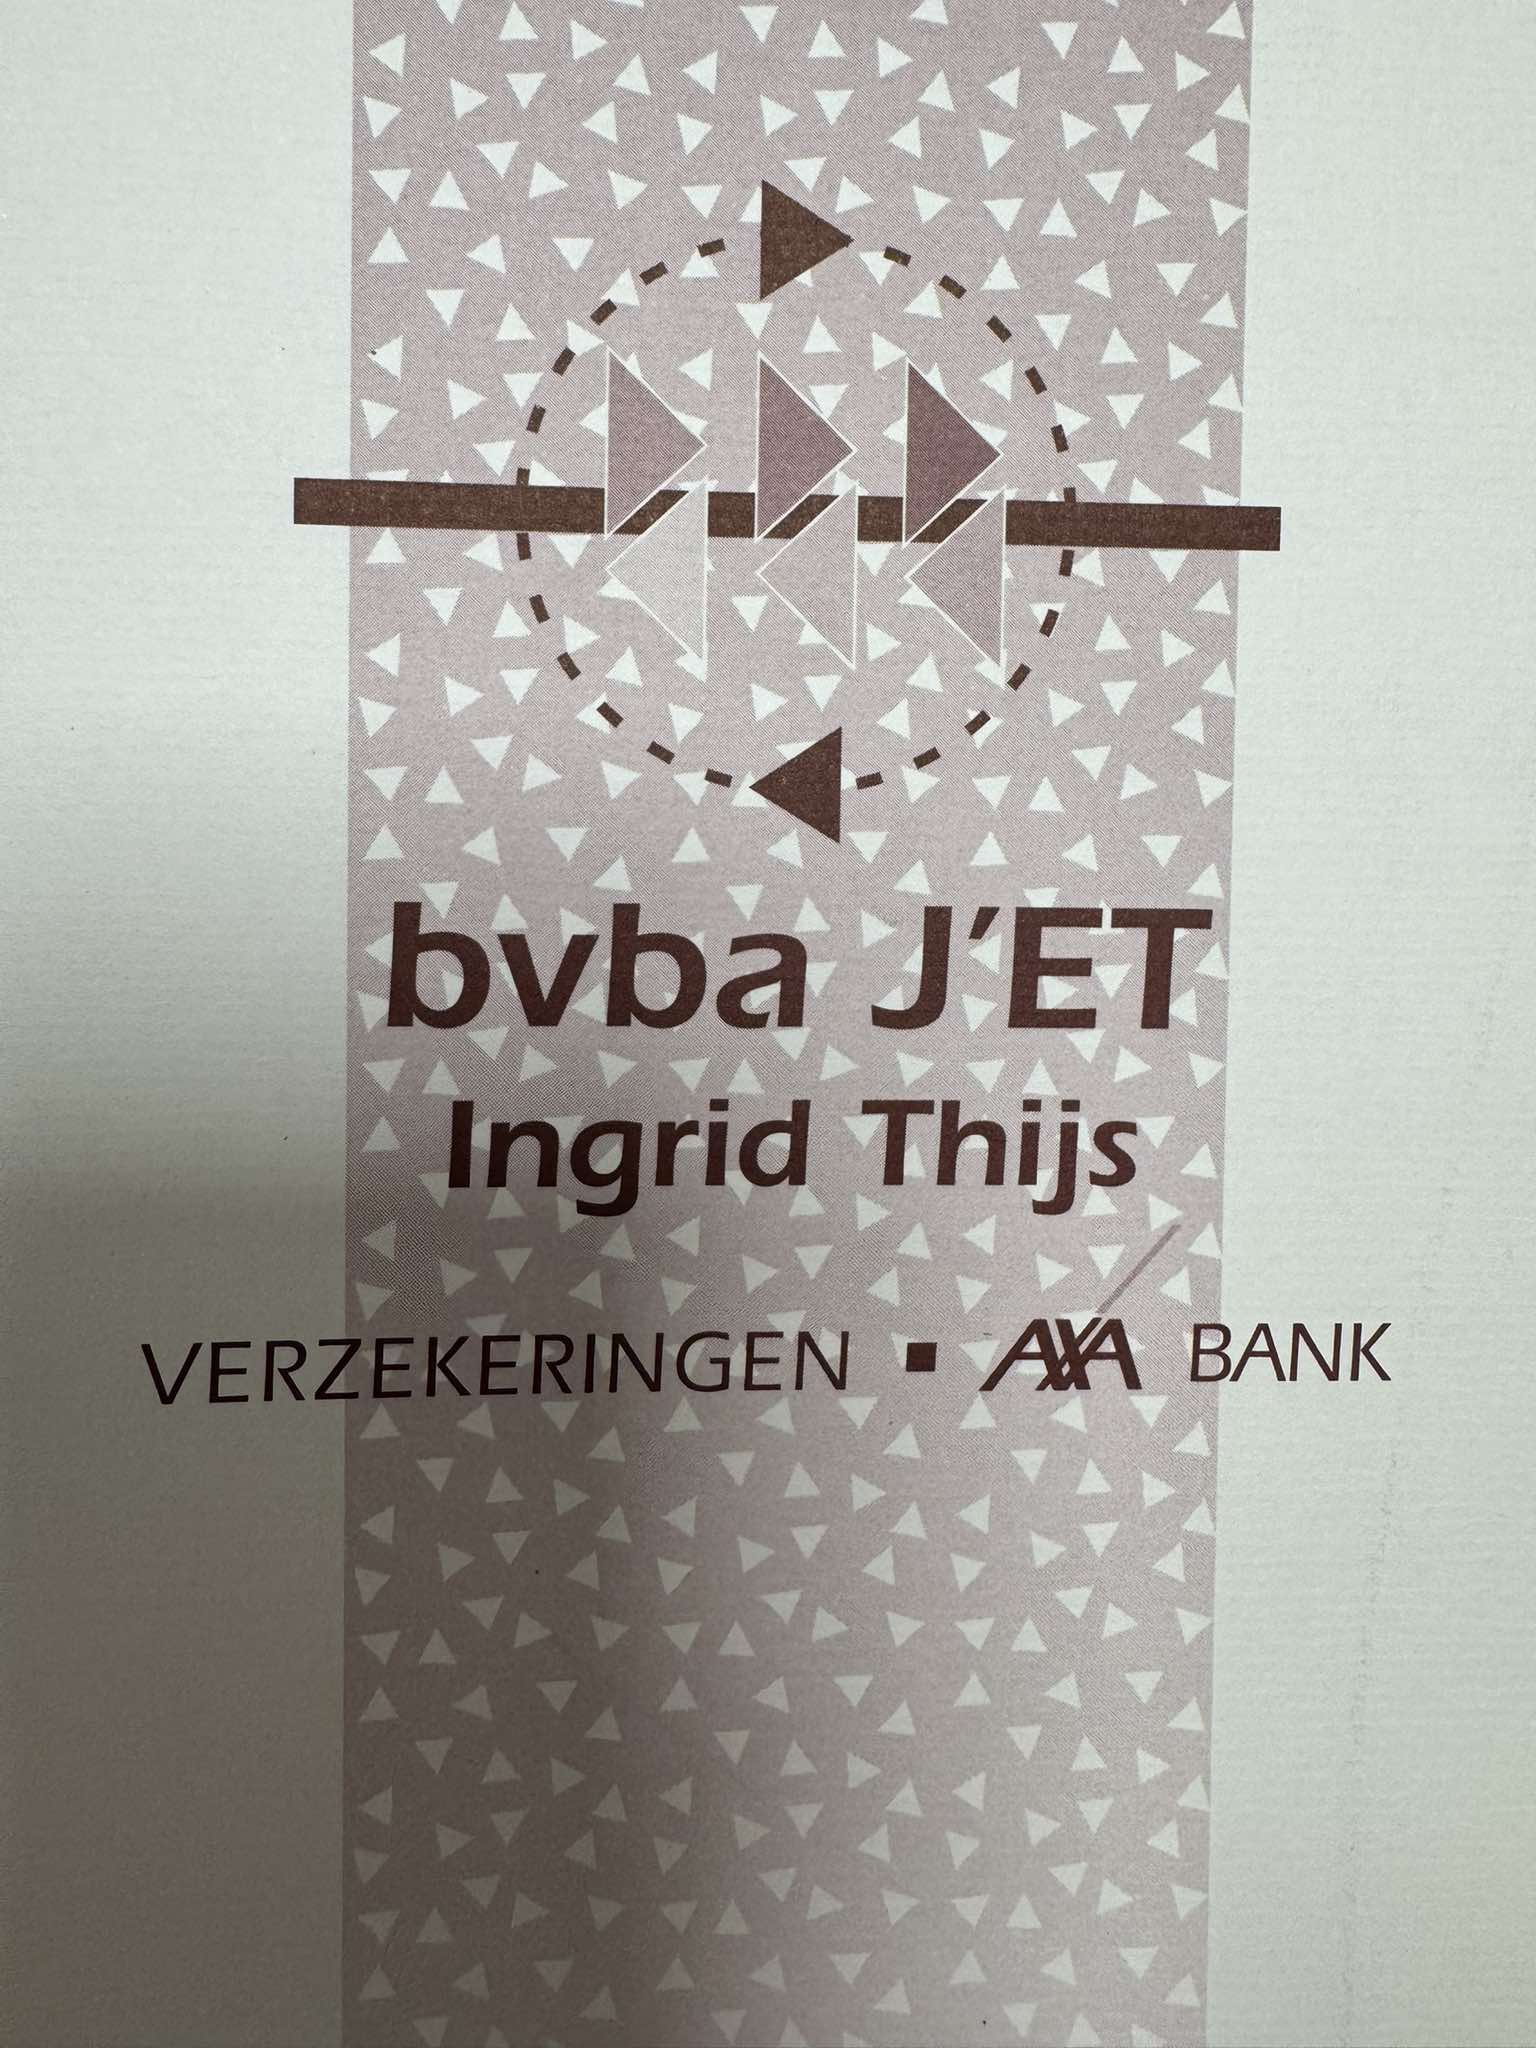 bvba J'ET
Ingrid Thijs
VERZEKERINGEN ▪ AXA BANK